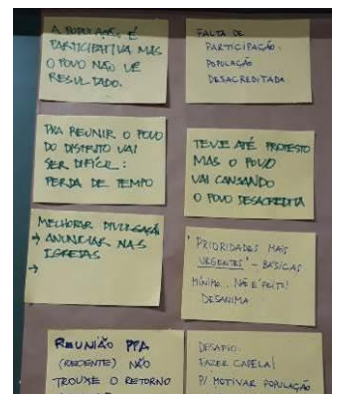 A POPULAÇÃO É
PARTICIPATIVA MAS
O POVO NÃO VÊ
RESULTADO.
FALTA DE
PARTICIPAÇÃO.
POPULAÇÃO
DESACREDITADA.
PRA REUNIR O POVO
DO DISTRITO VAI
SER DIFÍCIL:
PERDA DE TEMPO
TEVE ATÉ PROTESTO
MAS O POVO
VAI CANSANDO
O POVO DESACREDITA
MELHORAR DIVULGAÇÃO
→ ANUNCIAR NAS
IGREJAS
→
"PRIORIDADES MAIS
URGENTES" - BÁSICAS
MÍNIMO... NÃO É FEITO!
DESANIMA
REUNIÃO PPA
(RECENTE) NÃO
TROUXE O RETORNO
DESAFIO:
FAZER CAPELA!
P/ MOTIVAR POPULAÇÃO